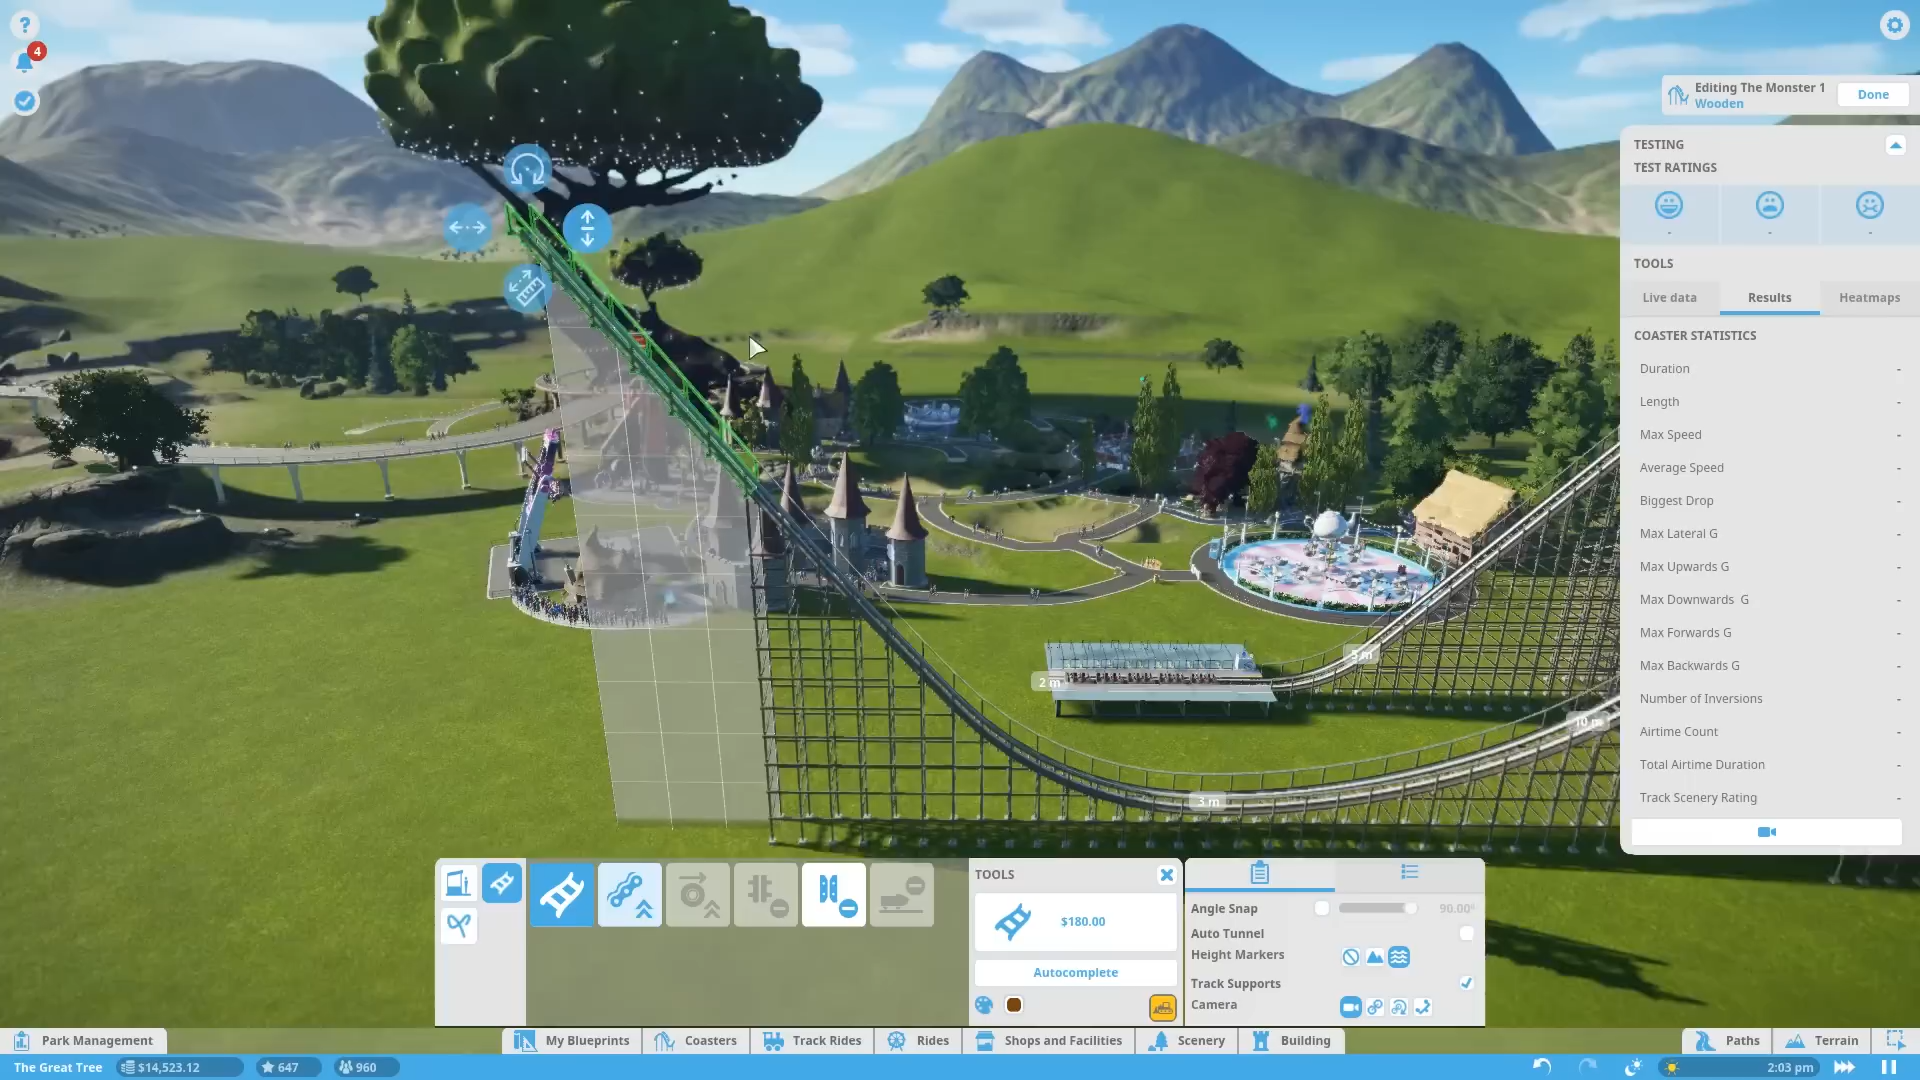 4
Editing The Monster 1
Wooden
Done
TESTING
TEST RATINGS
-
-
-
TOOLS
Live data
Results
Heatmaps
COASTER STATISTICS
Duration -
Length -
Max Speed -
Average Speed -
Biggest Drop -
Max Lateral G -
Max Upwards G -
Max Downwards G -
Max Forwards G -
Max Backwards G -
Number of Inversions -
Airtime Count -
Total Airtime Duration -
Track Scenery Rating -
5 m
2 m
10 m
3 m
TOOLS
$180.00
Autocomplete
Angle Snap 90.00°
Auto Tunnel
Height Markers
Track Supports
Camera
Park Management
My Blueprints
Coasters
Track Rides
Rides
Shops and Facilities
Scenery
Building
Paths
Terrain
The Great Tree
$14,523.12
647
960
2:03 pm